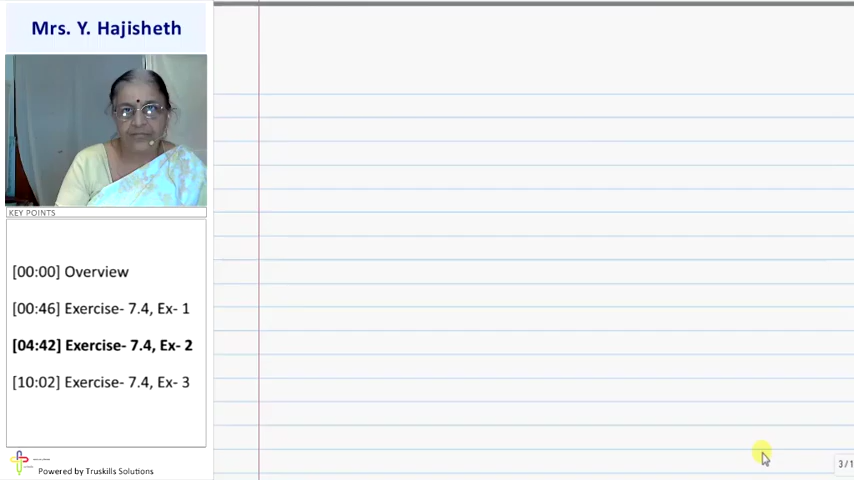 Mrs. Y. Hajisheth
KEY POINTS
[00:00] Overview
[00:46] Exercise- 7.4, Ex- 1
[04:42] Exercise- 7.4, Ex- 2
[10:02] Exercise- 7.4, Ex- 3
Powered by Truskills Solutions
3/1